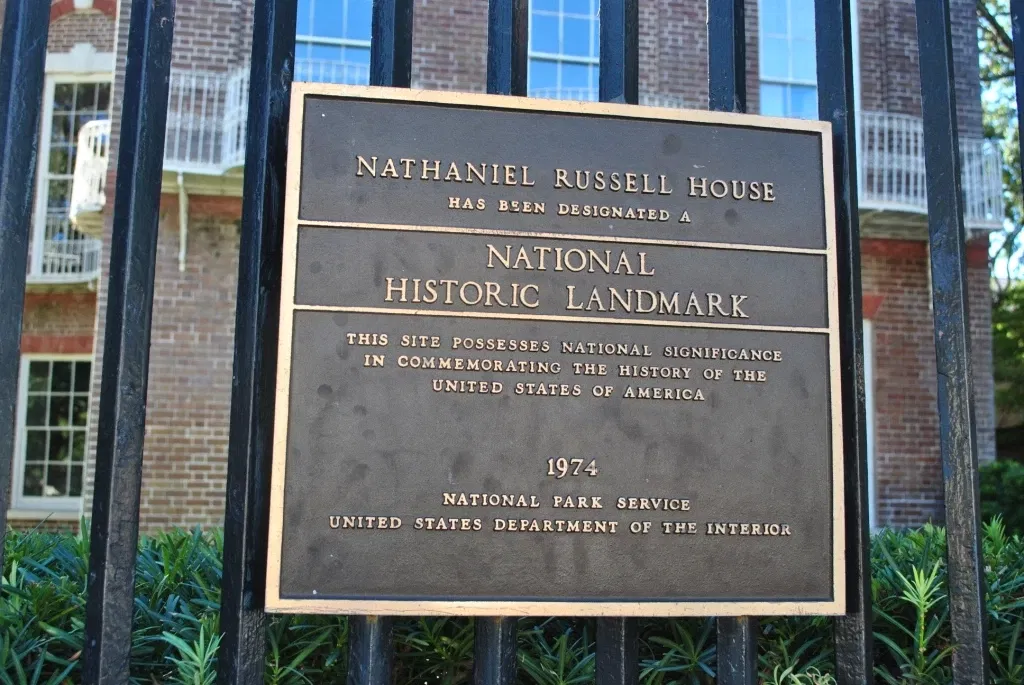 NATHANIEL RUSSELL HOUSE
HAS BEEN DESIGNATED A
NATIONAL
HISTORIC LANDMARK
THIS SITE POSSESSES NATIONAL SIGNIFICANCE
IN COMMEMORATING THE HISTORY OF THE
UNITED STATES OF AMERICA
1974
NATIONAL PARK SERVICE
UNITED STATES DEPARTMENT OF THE INTERIOR